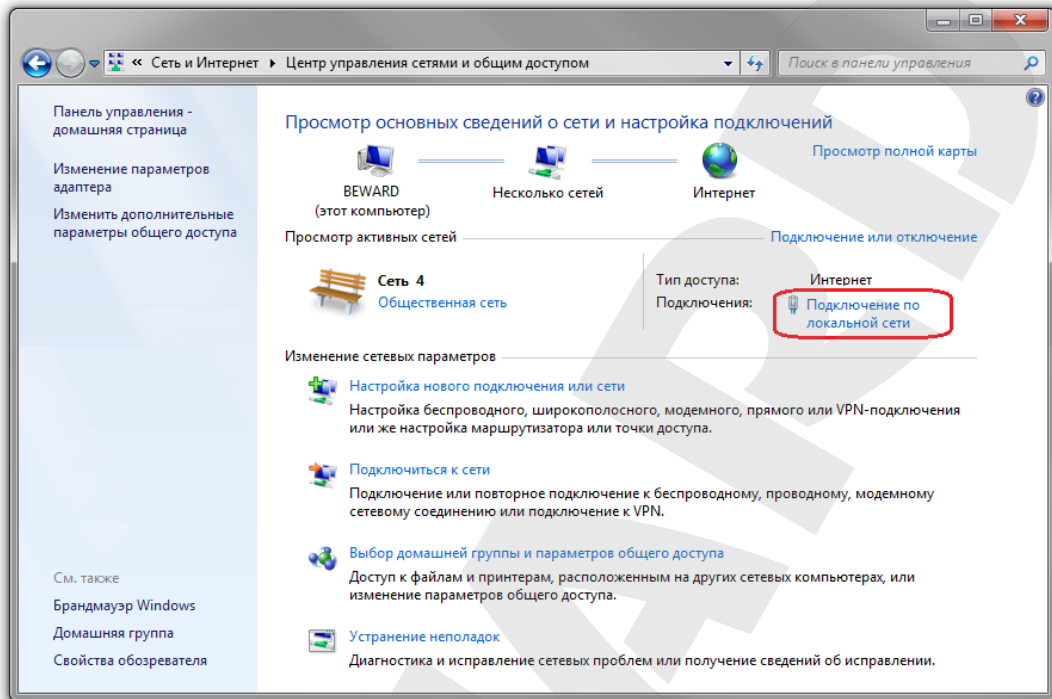 « Сеть и Интернет ▸ Центр управления сетями и общим доступом
Поиск в панели управления
Панель управления -
домашняя страница
Изменение параметров
адаптера
Изменить дополнительные
параметры общего доступа
Просмотр основных сведений о сети и настройка подключений
Просмотр полной карты
BEWARD
(этот компьютер)
Несколько сетей
Интернет
Просмотр активных сетей
Подключение или отключение
Сеть 4
Общественная сеть
Тип доступа: Интернет
Подключения: Подключение по
локальной сети
Изменение сетевых параметров
Настройка нового подключения или сети
Настройка беспроводного, широкополосного, модемного, прямого или VPN-подключения
или же настройка маршрутизатора или точки доступа.
Подключиться к сети
Подключение или повторное подключение к беспроводному, проводному, модемному
сетевому соединению или подключение к VPN.
Выбор домашней группы и параметров общего доступа
Доступ к файлам и принтерам, расположенным на других сетевых компьютерах, или
изменение параметров общего доступа.
Устранение неполадок
Диагностика и исправление сетевых проблем или получение сведений об исправлении.
См. также
Брандмауэр Windows
Домашняя группа
Свойства обозревателя